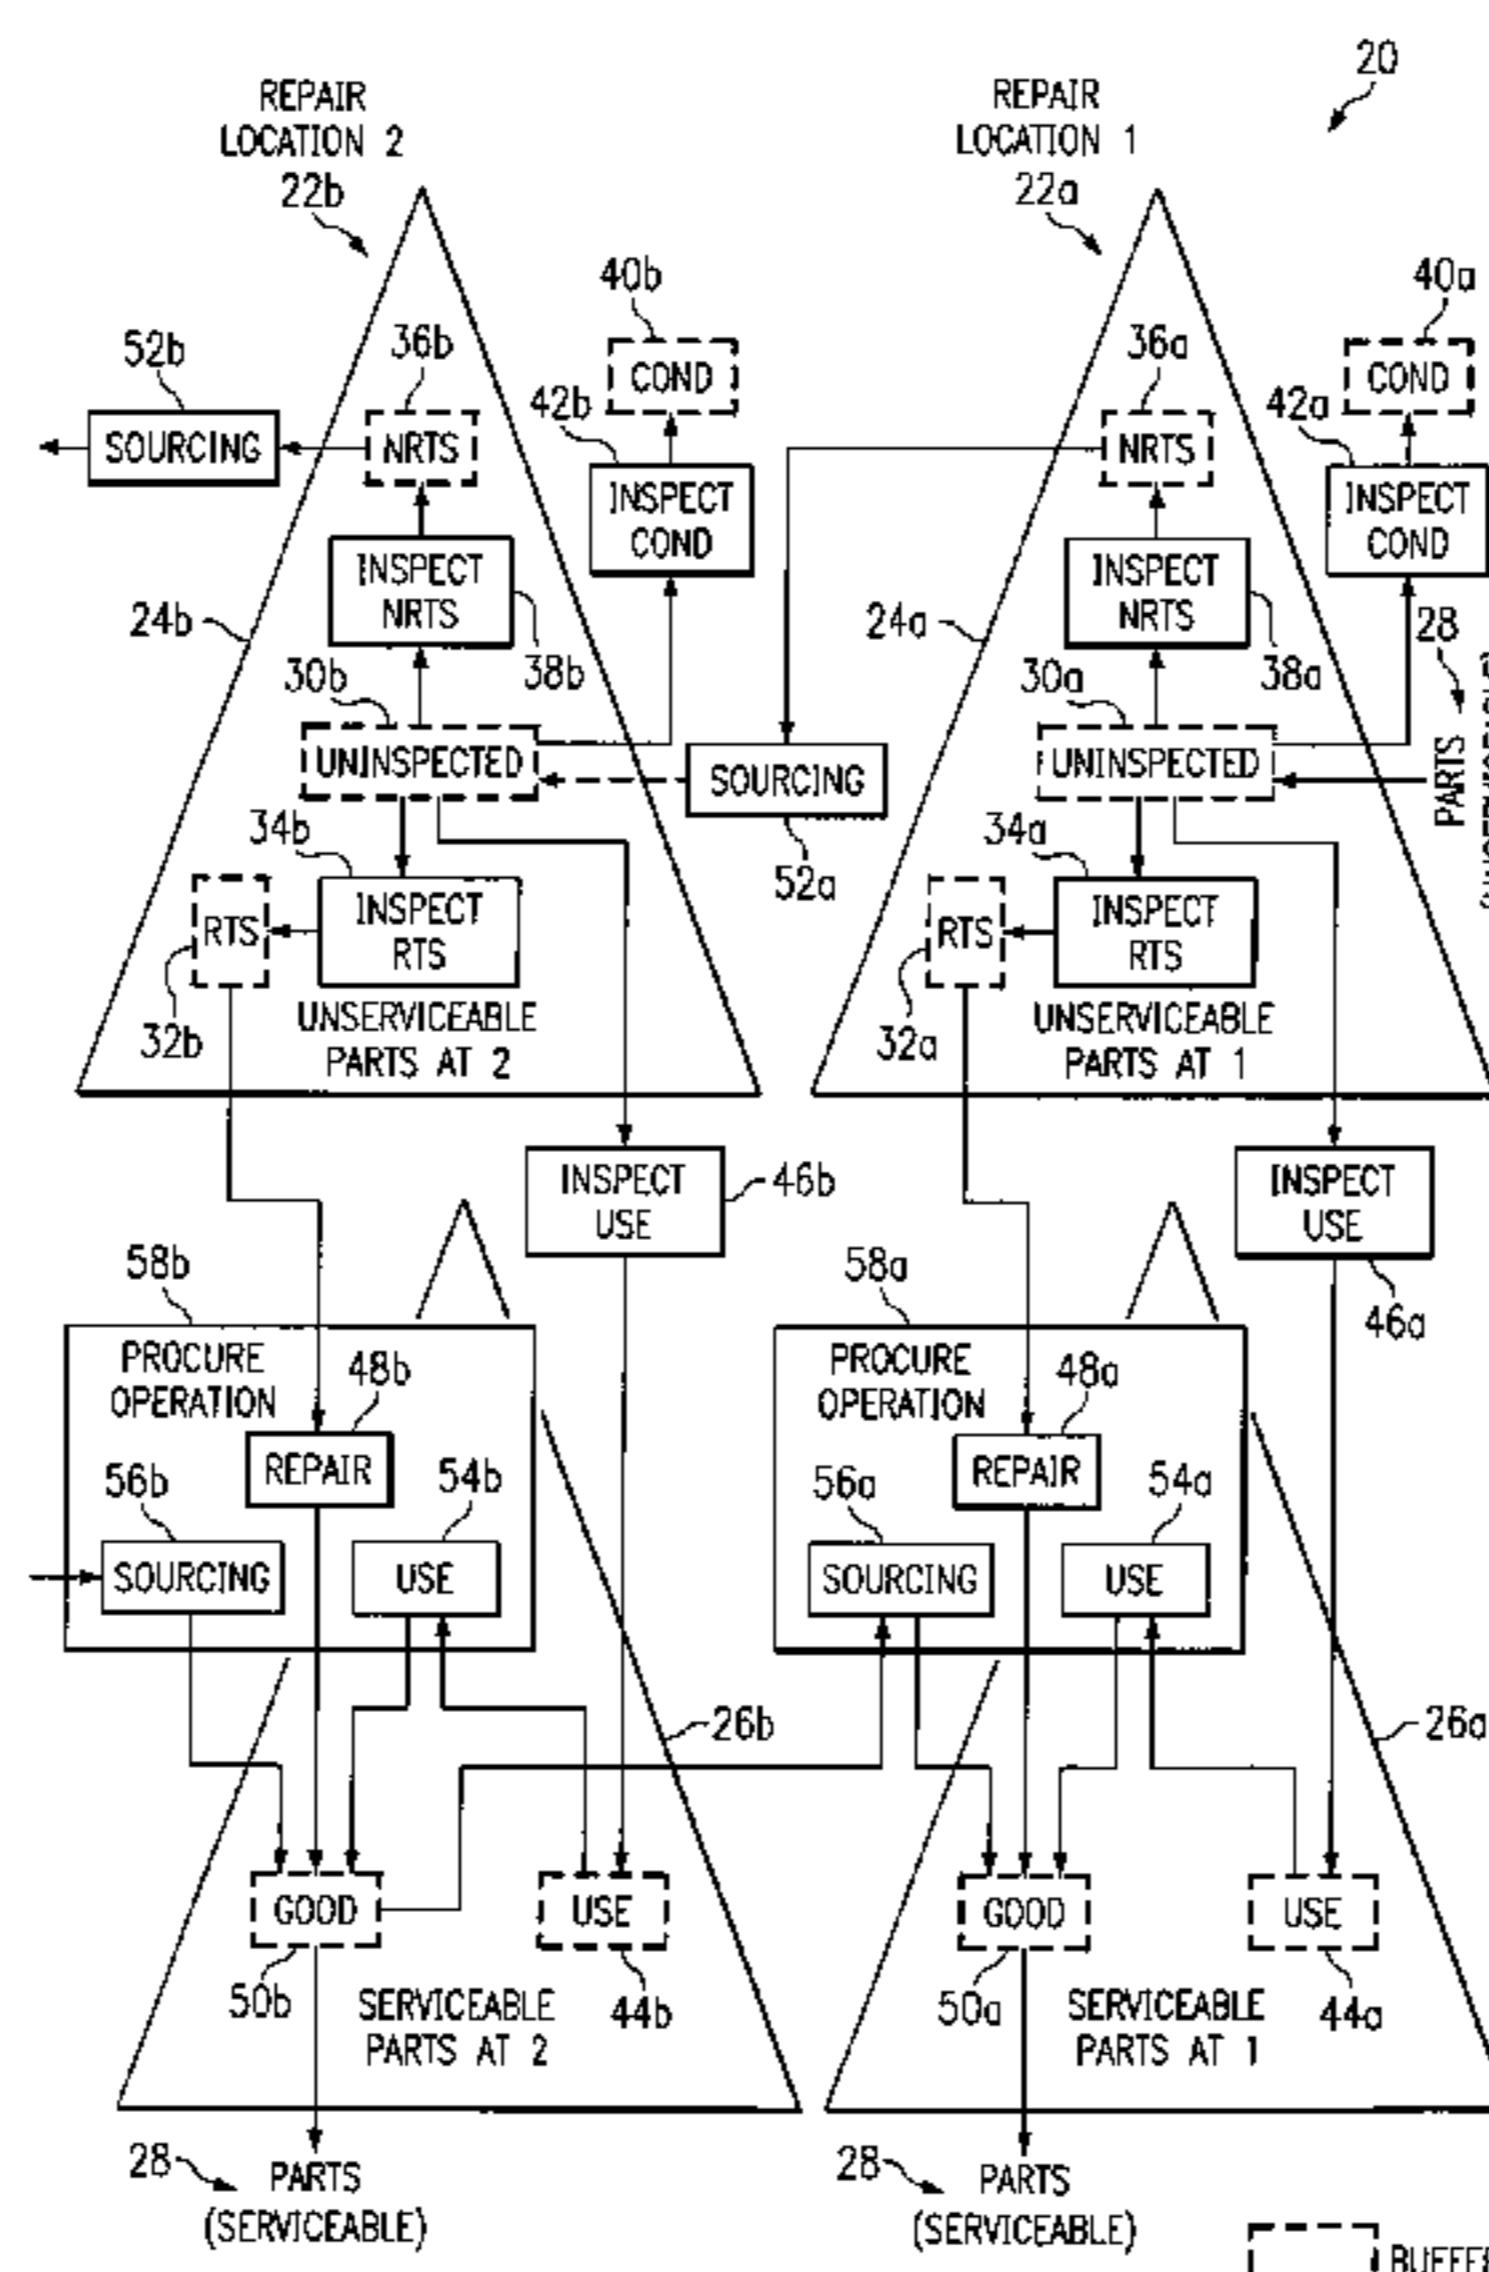 20
REPAIR
LOCATION 2
22b
REPAIR
LOCATION 1
22a
40b
COND
40a
COND
52b
SOURCING
36b
NRTS
42b
INSPECT
COND
36a
NRTS
42a
INSPECT
COND
INSPECT
NRTS
38b
24b
INSPECT
NRTS
38a
24a
28
PARTS
30b
UNINSPECTED
SOURCING
52a
30a
UNINSPECTED
34b
INSPECT
RTS
RTS
32b
34a
INSPECT
RTS
RTS
32a
UNSERVICEABLE
PARTS AT 2
UNSERVICEABLE
PARTS AT 1
INSPECT
USE
46b
INSPECT
USE
46a
58b
PROCURE
OPERATION
48b
REPAIR
56b
SOURCING
54b
USE
58a
PROCURE
OPERATION
48a
REPAIR
56a
SOURCING
54a
USE
26b
26a
GOOD
50b
USE
44b
GOOD
50a
USE
44a
SERVICEABLE
PARTS AT 2
SERVICEABLE
PARTS AT 1
28
PARTS
(SERVICEABLE)
28
PARTS
(SERVICEABLE)